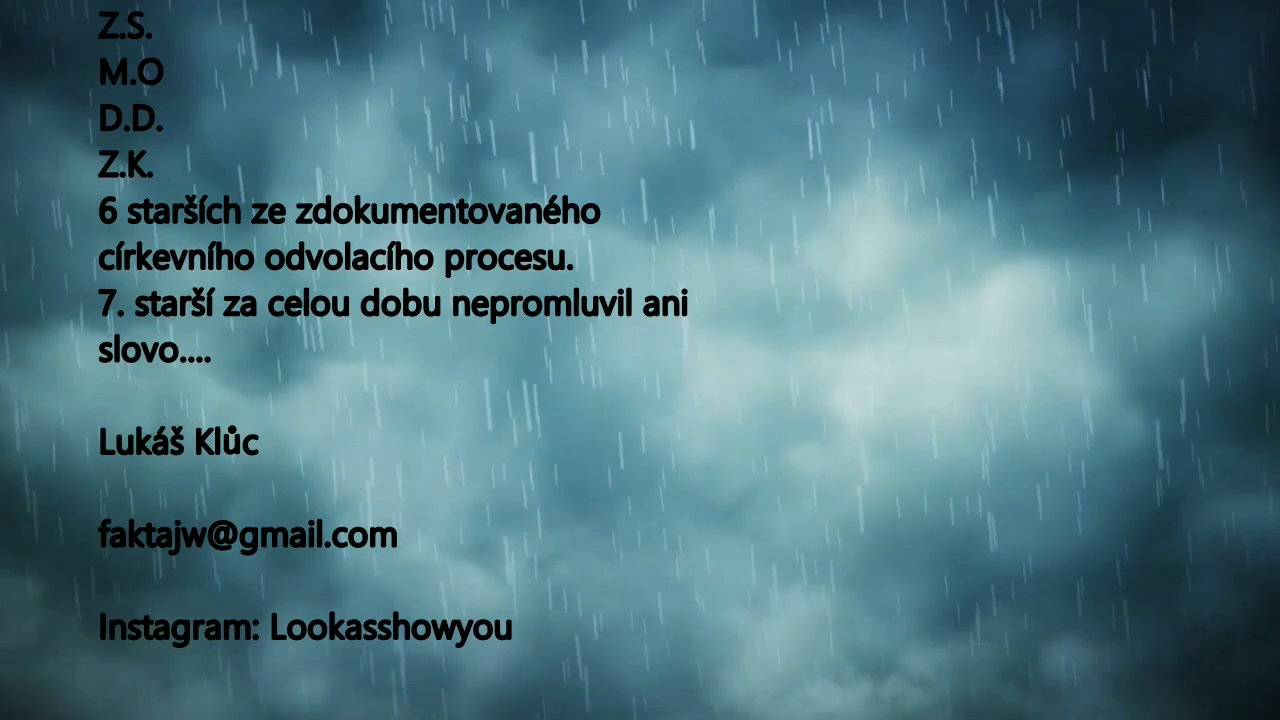 Z.S.
M.O
D.D.
Z.K.
6 starších ze zdokumentovaného
církevního odvolacího procesu.
7. starší za celou dobu nepromluvil ani
slovo....
Lukáš Klůc
faktajw@gmail.com
Instagram: Lookasshowyou